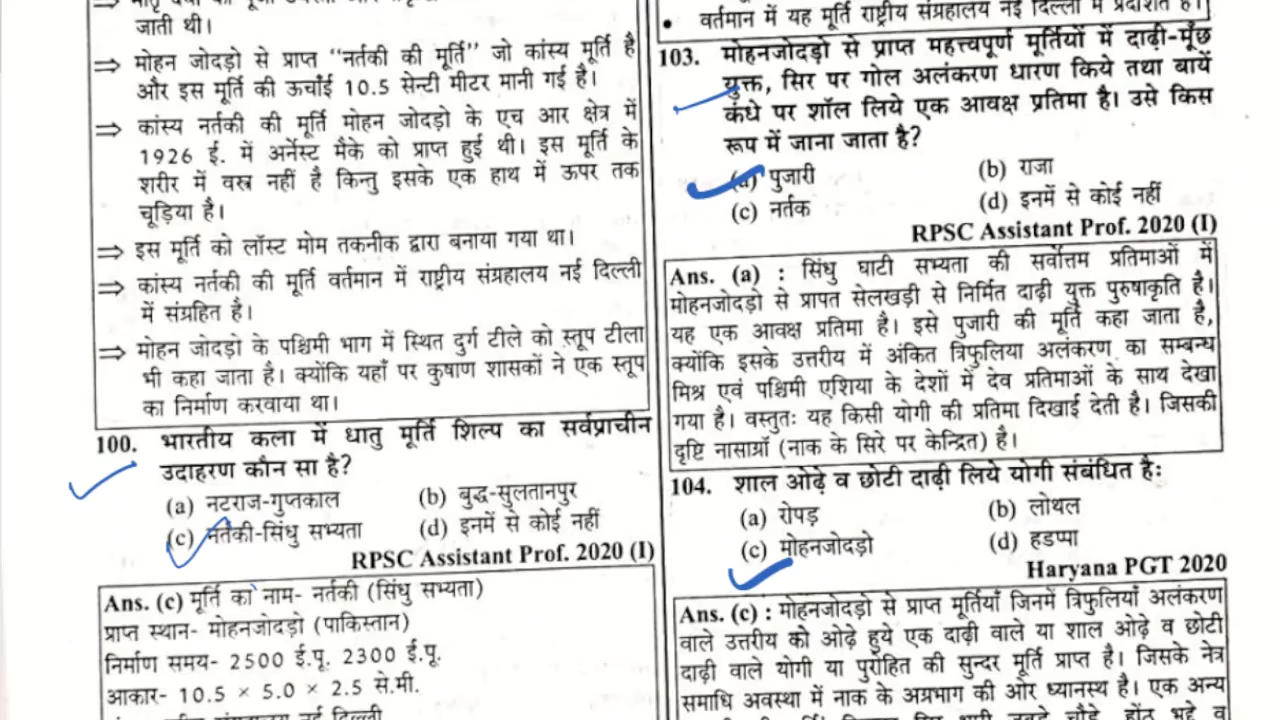 जाती थी।
⇒ मोहन जोदड़ो से प्राप्त “नर्तकी की मूर्ति” जो कांस्य मूर्ति है
और इस मूर्ति की ऊचाँई 10.5 सेन्टी मीटर मानी गई है।
⇒ कांस्य नर्तकी की मूर्ति मोहन जोदड़ो के एच आर क्षेत्र में
1926 ई. में अर्नेस्ट मैके को प्राप्त हुई थी। इस मूर्ति के
शरीर में वस्त्र नहीं है किन्तु इसके एक हाथ में ऊपर तक
चूड़िया है।
⇒ इस मूर्ति को लॉस्ट मोम तकनीक द्वारा बनाया गया था।
⇒ कांस्य नर्तकी की मूर्ति वर्तमान में राष्ट्रीय संग्रहालय नई दिल्ली
में संग्रहित है।
⇒ मोहन जोदड़ो के पश्चिमी भाग में स्थित दुर्ग टीले को स्तूप टीला
भी कहा जाता है। क्योंकि यहाँ पर कुषाण शासकों ने एक स्तूप
का निर्माण करवाया था।
100. भारतीय कला में धातु मूर्ति शिल्प का सर्वप्राचीन
उदाहरण कौन सा है?
(a) नटराज-गुप्तकाल (b) बुद्ध-सुलतानपुर
(c) नर्तकी-सिंधु सभ्यता (d) इनमें से कोई नहीं
RPSC Assistant Prof. 2020 (I)
Ans. (c) मूर्ति का नाम- नर्तकी (सिंधु सभ्यता)
प्राप्त स्थान- मोहनजोदड़ो (पाकिस्तान)
निर्माण समय- 2500 ई.पू. 2300 ई.पू.
आकार- 10.5 × 5.0 × 2.5 से.मी.
• वर्तमान में यह मूर्ति राष्ट्रीय संग्रहालय नई दिल्ली में प्रदर्शित है।
103. मोहनजोदड़ो से प्राप्त महत्त्वपूर्ण मूर्तियों में दाढ़ी-मूँछ
युक्त, सिर पर गोल अलंकरण धारण किये तथा बायें
कंधे पर शॉल लिये एक आवक्ष प्रतिमा है। उसे किस
रूप में जाना जाता है?
(a) पुजारी (b) राजा
(c) नर्तक (d) इनमें से कोई नहीं
RPSC Assistant Prof. 2020 (I)
Ans. (a) : सिंधु घाटी सभ्यता की सर्वोत्तम प्रतिमाओं में
मोहनजोदड़ो से प्रापत सेलखड़ी से निर्मित दाढ़ी युक्त पुरुषाकृति है।
यह एक आवक्ष प्रतिमा है। इसे पुजारी की मूर्ति कहा जाता है,
क्योंकि इसके उत्तरीय में अंकित त्रिफुलिया अलंकरण का सम्बन्ध
मिश्र एवं पश्चिमी एशिया के देशों में देव प्रतिमाओं के साथ देखा
गया है। वस्तुतः यह किसी योगी की प्रतिमा दिखाई देती है। जिसकी
दृष्टि नासाग्रॉ (नाक के सिरे पर केन्द्रित) है।
104. शाल ओढ़े व छोटी दाढ़ी लिये योगी संबंधित हैः
(a) रोपड़ (b) लोथल
(c) मोहनजोदड़ो (d) हडप्पा
Haryana PGT 2020
Ans. (c) : मोहनजोदड़ो से प्राप्त मूर्तियाँ जिनमें त्रिफुलियाँ अलंकरण
वाले उत्तरीय को ओढ़े हुये एक दाढ़ी वाले या शाल ओढ़े व छोटी
दाढ़ी वाले योगी या पुरोहित की सुन्दर मूर्ति प्राप्त है। जिसके नेत्र
समाधि अवस्था में नाक के अग्रभाग की ओर ध्यानस्थ है। एक अन्य